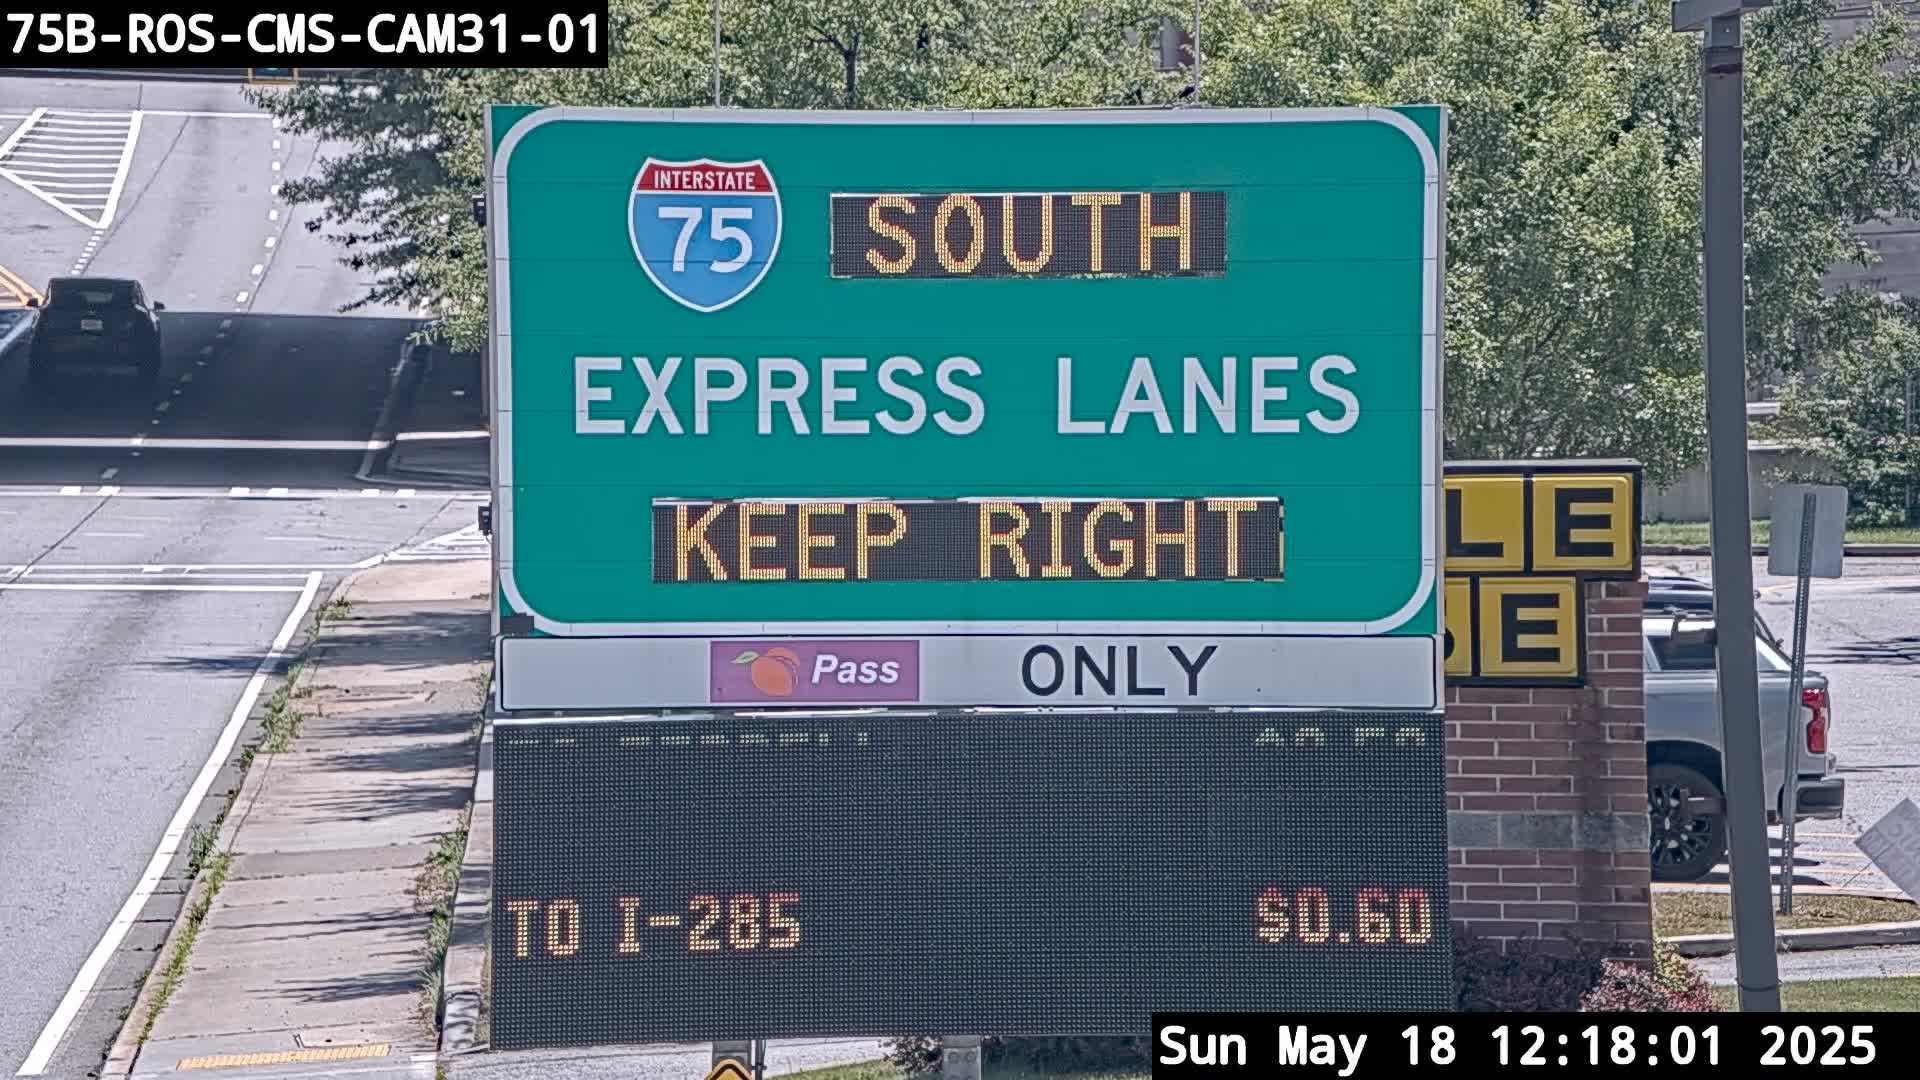 75B-ROS-CMS-CAM31-01
INTERSTATE
75
SOUTH
EXPRESS LANES
KEEP RIGHT
Pass ONLY
TO I-285 $0.60
LE
E
Sun May 18 12:18:01 2025